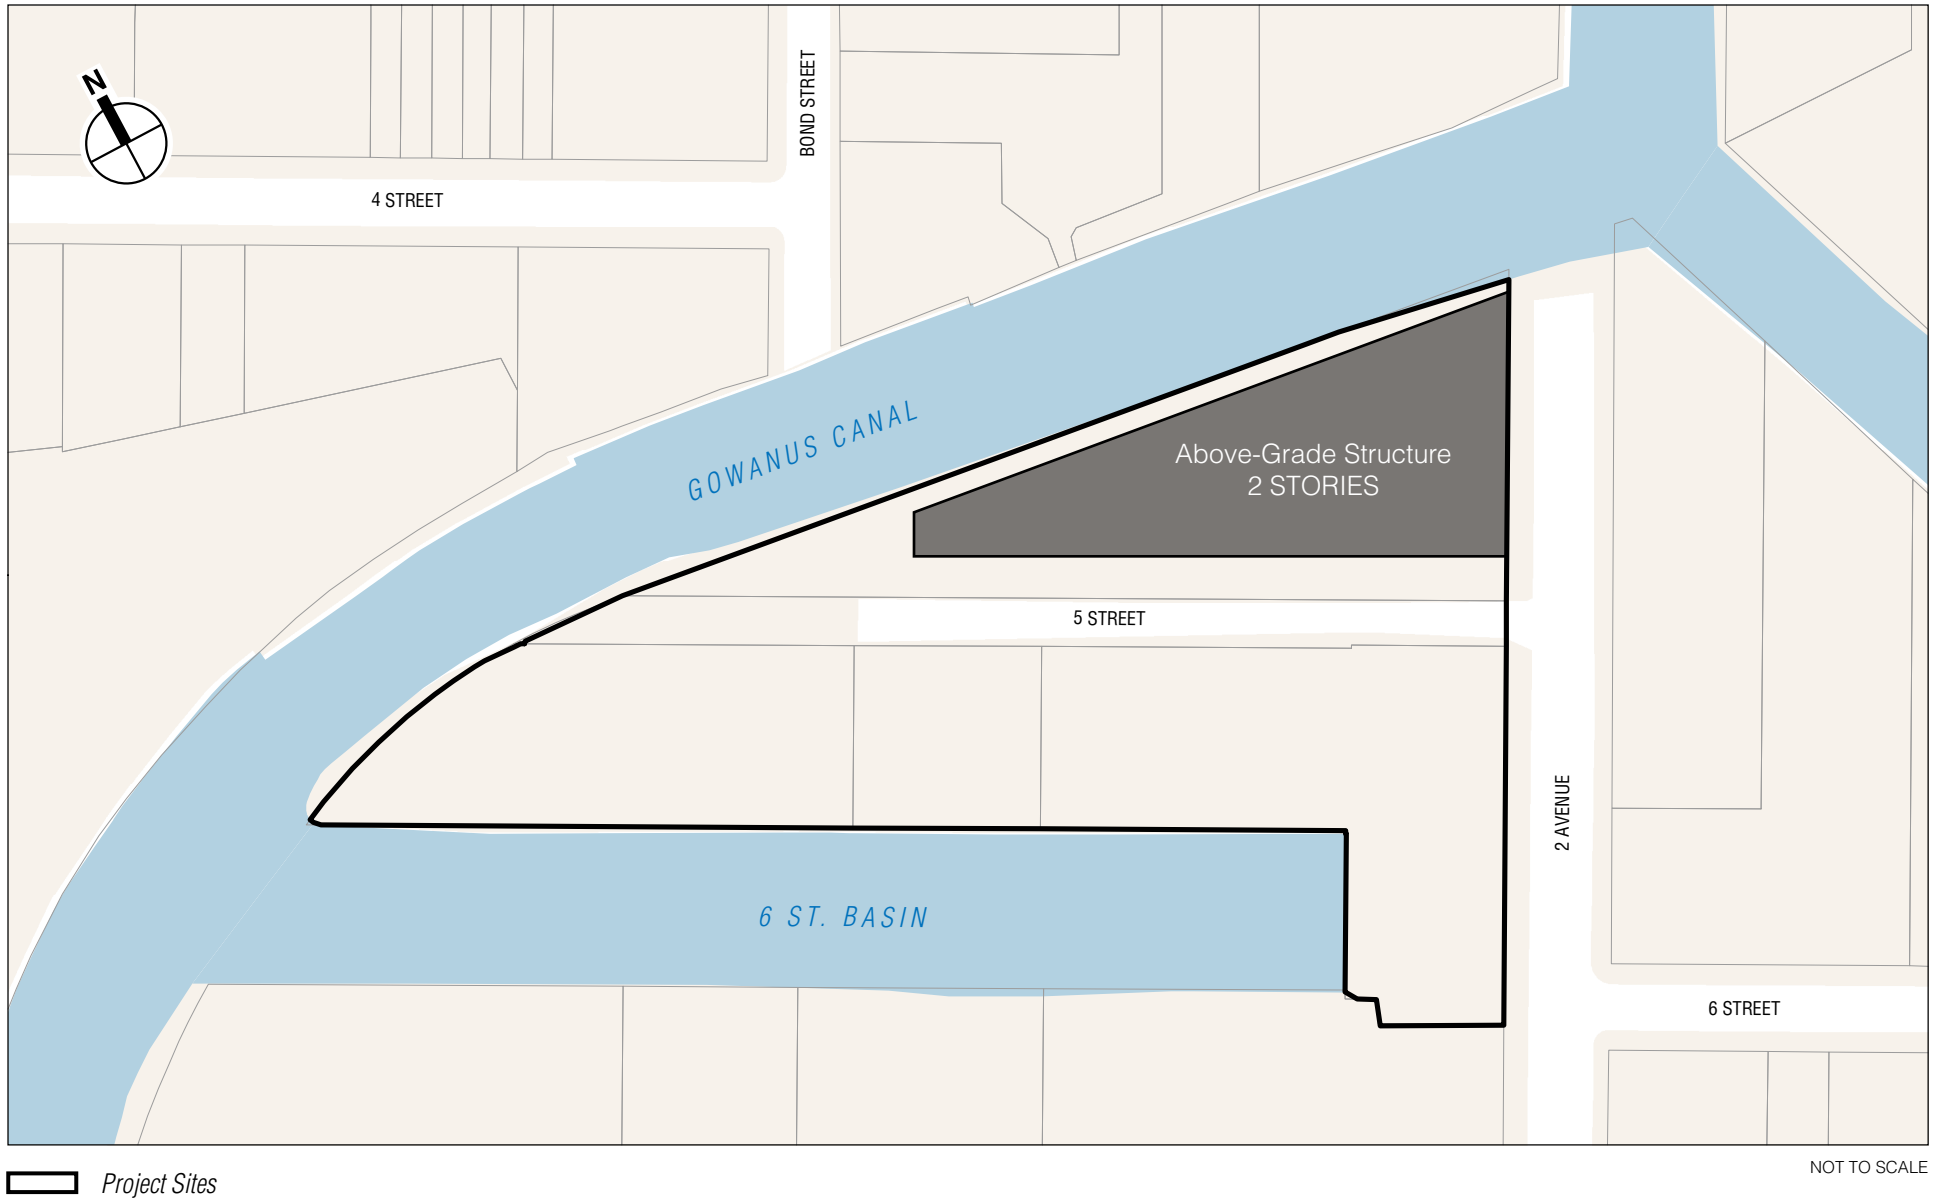 N
BOND STREET
4 STREET
GOWANUS CANAL
Above-Grade Structure
2 STORIES
5 STREET
2 AVENUE
6 ST. BASIN
6 STREET
NOT TO SCALE
Project Sites